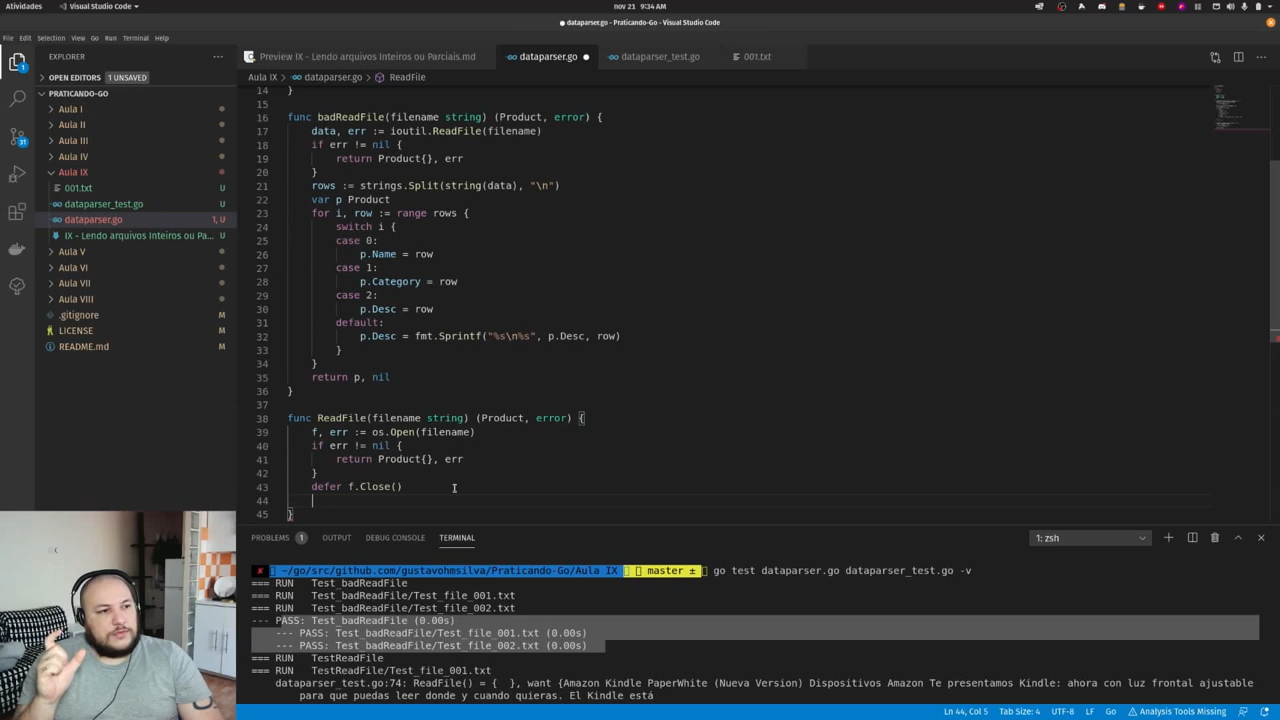 Atividades
Visual Studio Code
nov 21 9:34 AM
dataparser.go - Praticando-Go - Visual Studio Code
File Edit Selection View Go Run Terminal Help
EXPLORER
Preview IX - Lendo arquivos Inteiros ou Parciais.md
dataparser.go
dataparser_test.go
001.txt
OPEN EDITORS 1 UNSAVED
Aula IX > dataparser.go > ReadFile
PRATICANDO-GO
Aula I
Aula II
Aula III
Aula IV
Aula IX
001.txt U
dataparser_test.go U
dataparser.go 1, U
IX - Lendo arquivos Inteiros ou Pa... U
Aula V
Aula VI
Aula VII
Aula VIII
.gitignore M
LICENSE M
README.md M
1
31
14 }
15
16 func badReadFile(filename string) (Product, error) {
17 data, err := ioutil.ReadFile(filename)
18 if err != nil {
19 return Product{}, err
20 }
21 rows := strings.Split(string(data), "\n")
22 var p Product
23 for i, row := range rows {
24 switch i {
25 case 0:
26 p.Name = row
27 case 1:
28 p.Category = row
29 case 2:
30 p.Desc = row
31 default:
32 p.Desc = fmt.Sprintf("%s\n%s", p.Desc, row)
33 }
34 }
35 return p, nil
36 }
37
38 func ReadFile(filename string) (Product, error) {
39 f, err := os.Open(filename)
40 if err != nil {
41 return Product{}, err
42 }
43 defer f.Close()
44
45 }
PROBLEMS 1 OUTPUT DEBUG CONSOLE TERMINAL
1: zsh
~/go/src/github.com/gustavohmsilva/Praticando-Go/Aula IX master ± go test dataparser.go dataparser_test.go -v
=== RUN Test_badReadFile
=== RUN Test_badReadFile/Test_file_001.txt
=== RUN Test_badReadFile/Test_file_002.txt
--- PASS: Test_badReadFile (0.00s)
--- PASS: Test_badReadFile/Test_file_001.txt (0.00s)
--- PASS: Test_badReadFile/Test_file_002.txt (0.00s)
=== RUN TestReadFile
=== RUN TestReadFile/Test_file_001.txt
dataparser_test.go:74: ReadFile() = { }, want {Amazon Kindle PaperWhite (Nueva Version) Dispositivos Amazon Te presentamos Kindle: ahora con luz frontal ajustable
para que puedas leer donde y cuando quieras. El Kindle está
Ln 44, Col 5 Tab Size: 4 UTF-8 LF Go Analysis Tools Missing